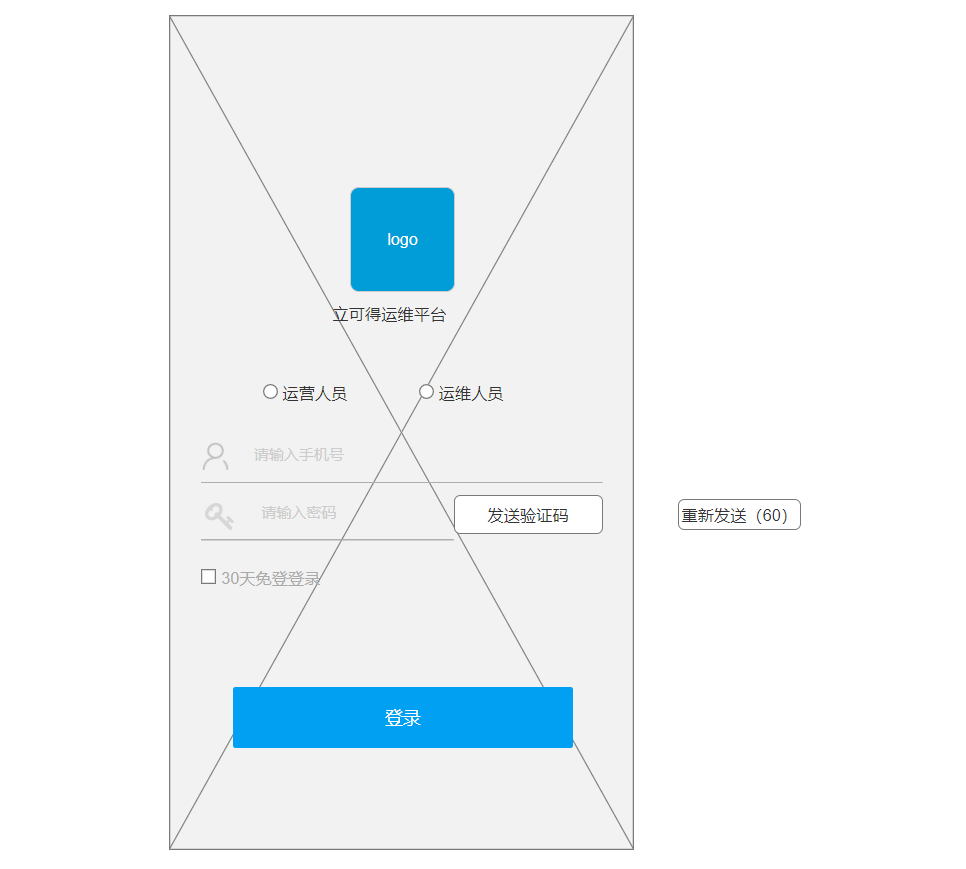 logo
立可得运维平台
运营人员
运维人员
请输入手机号
请输入密码
发送验证码
重新发送（60）
30天免登登录
登录